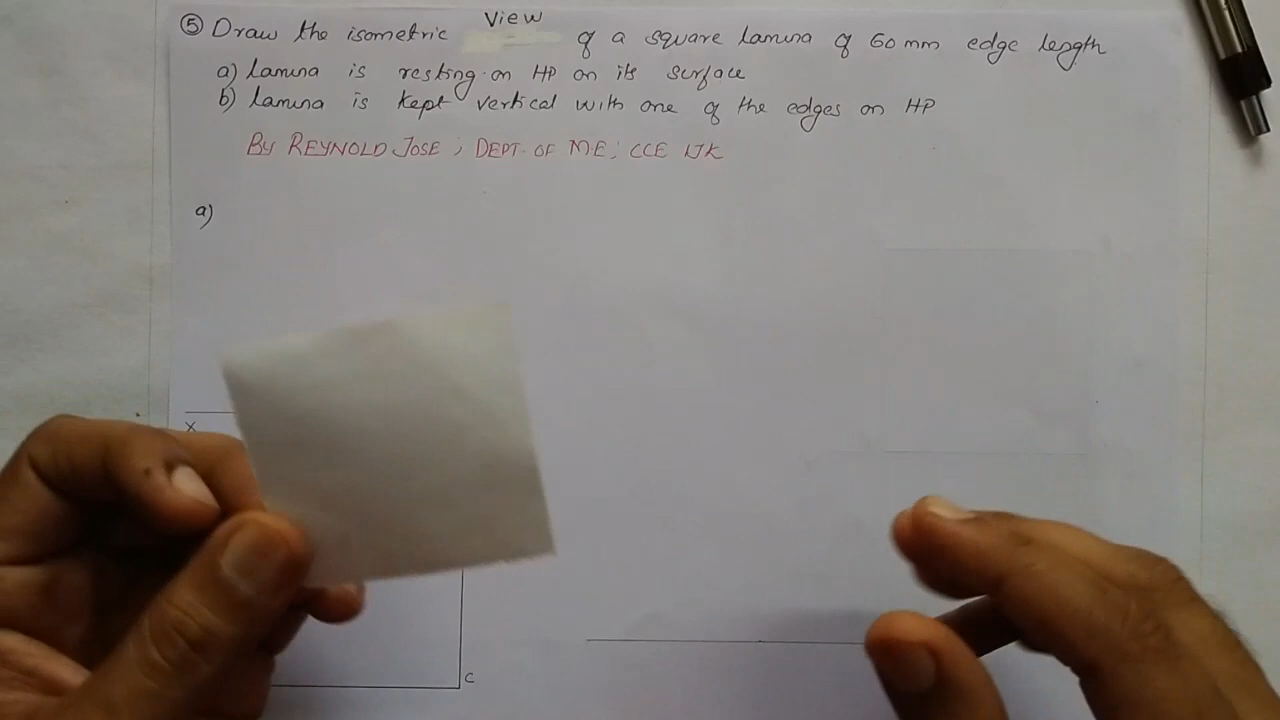 ⑤ Draw the isometric View of a square lamina of 60 mm edge length
a) lamina is resting on HP on its surface
b) lamina is kept vertical with one of the edges on HP
By REYNOLD JOSE; DEPT. OF M.E; CCE IJK
a)
X
C